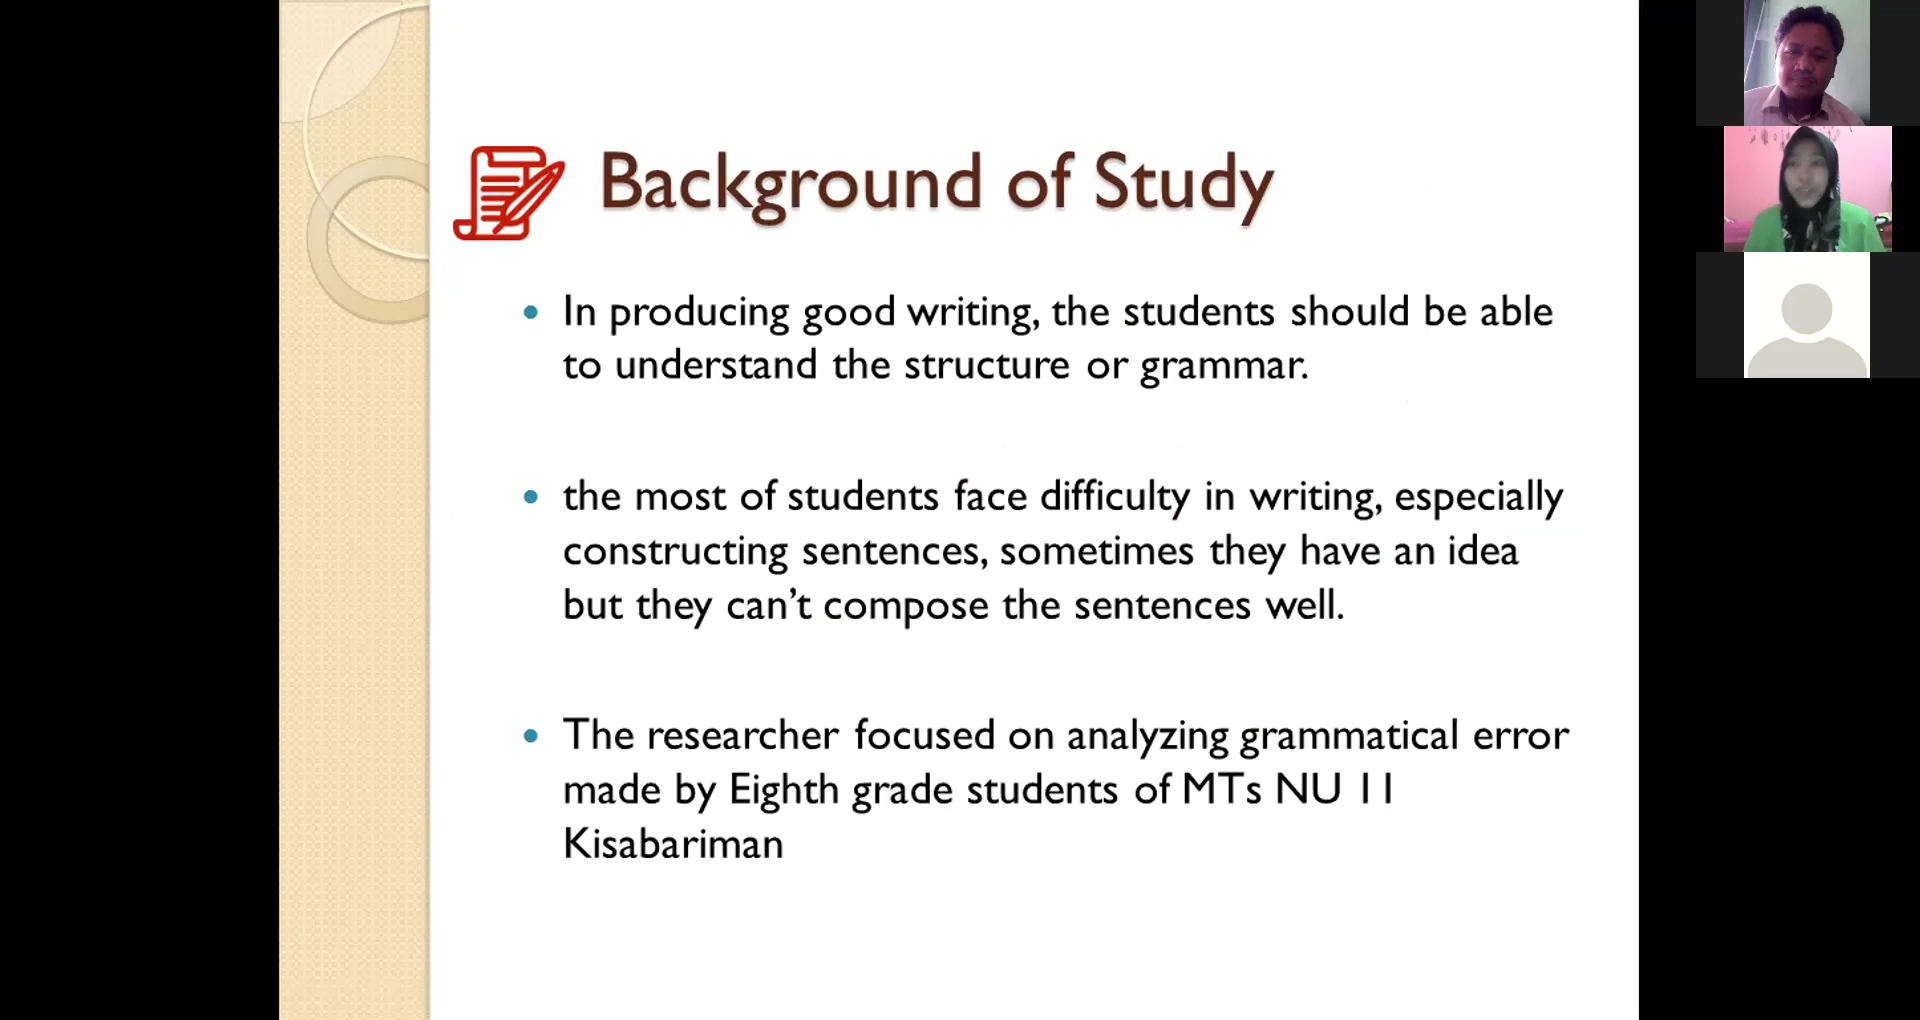 Background of Study
In producing good writing, the students should be able
to understand the structure or grammar.
the most of students face difficulty in writing, especially
constructing sentences, sometimes they have an idea
but they can't compose the sentences well.
The researcher focused on analyzing grammatical error
made by Eighth grade students of MTs NU 11
Kisabariman